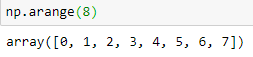 np.arange(8)
array([0, 1, 2, 3, 4, 5, 6, 7])